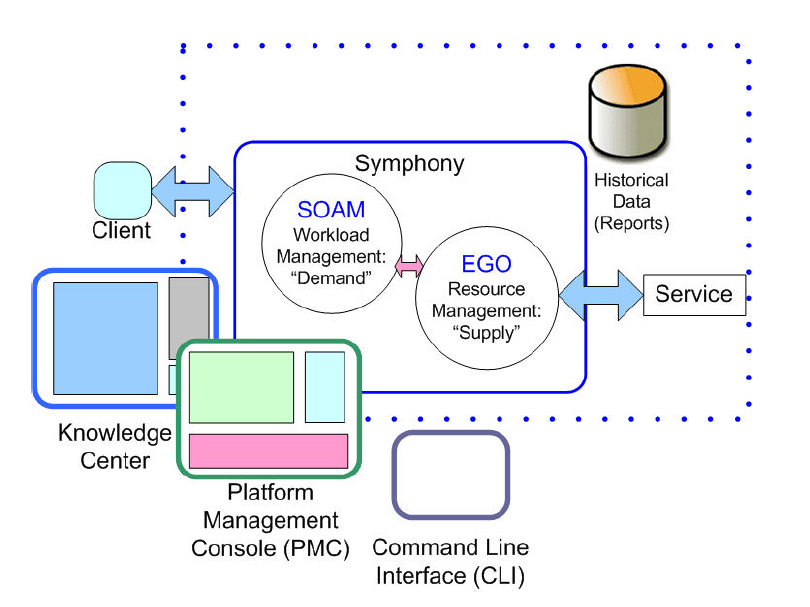 Symphony
Client
SOAM
Workload
Management:
“Demand”
EGO
Resource
Management:
“Supply”
Historical
Data
(Reports)
Service
Knowledge
Center
Platform
Management
Console (PMC)
Command Line
Interface (CLI)